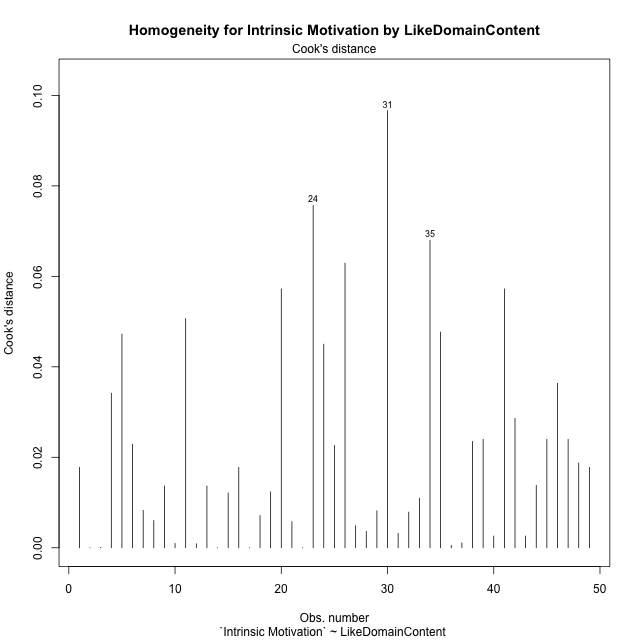 Homogeneity for Intrinsic Motivation by LikeDomainContent
Cook's distance
Cook's distance
0.10
0.08
0.06
0.04
0.02
0.00
31
24
35
0 10 20 30 40 50
Obs. number
`Intrinsic Motivation` ~ LikeDomainContent